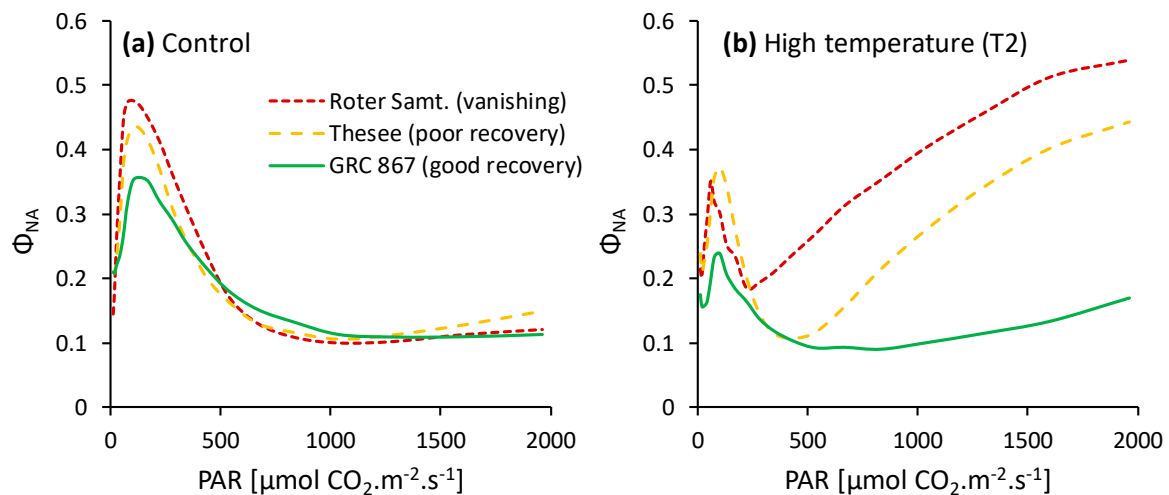 (a) Control
ΦNA
0.6
0.5
0.4
0.3
0.2
0.1
0
Roter Samt. (vanishing)
Thesee (poor recovery)
GRC 867 (good recovery)
0 500 1000 1500 2000
PAR [µmol CO₂.m⁻².s⁻¹]
(b) High temperature (T2)
ΦNA
0.6
0.5
0.4
0.3
0.2
0.1
0
0 500 1000 1500 2000
PAR [µmol CO₂.m⁻².s⁻¹]